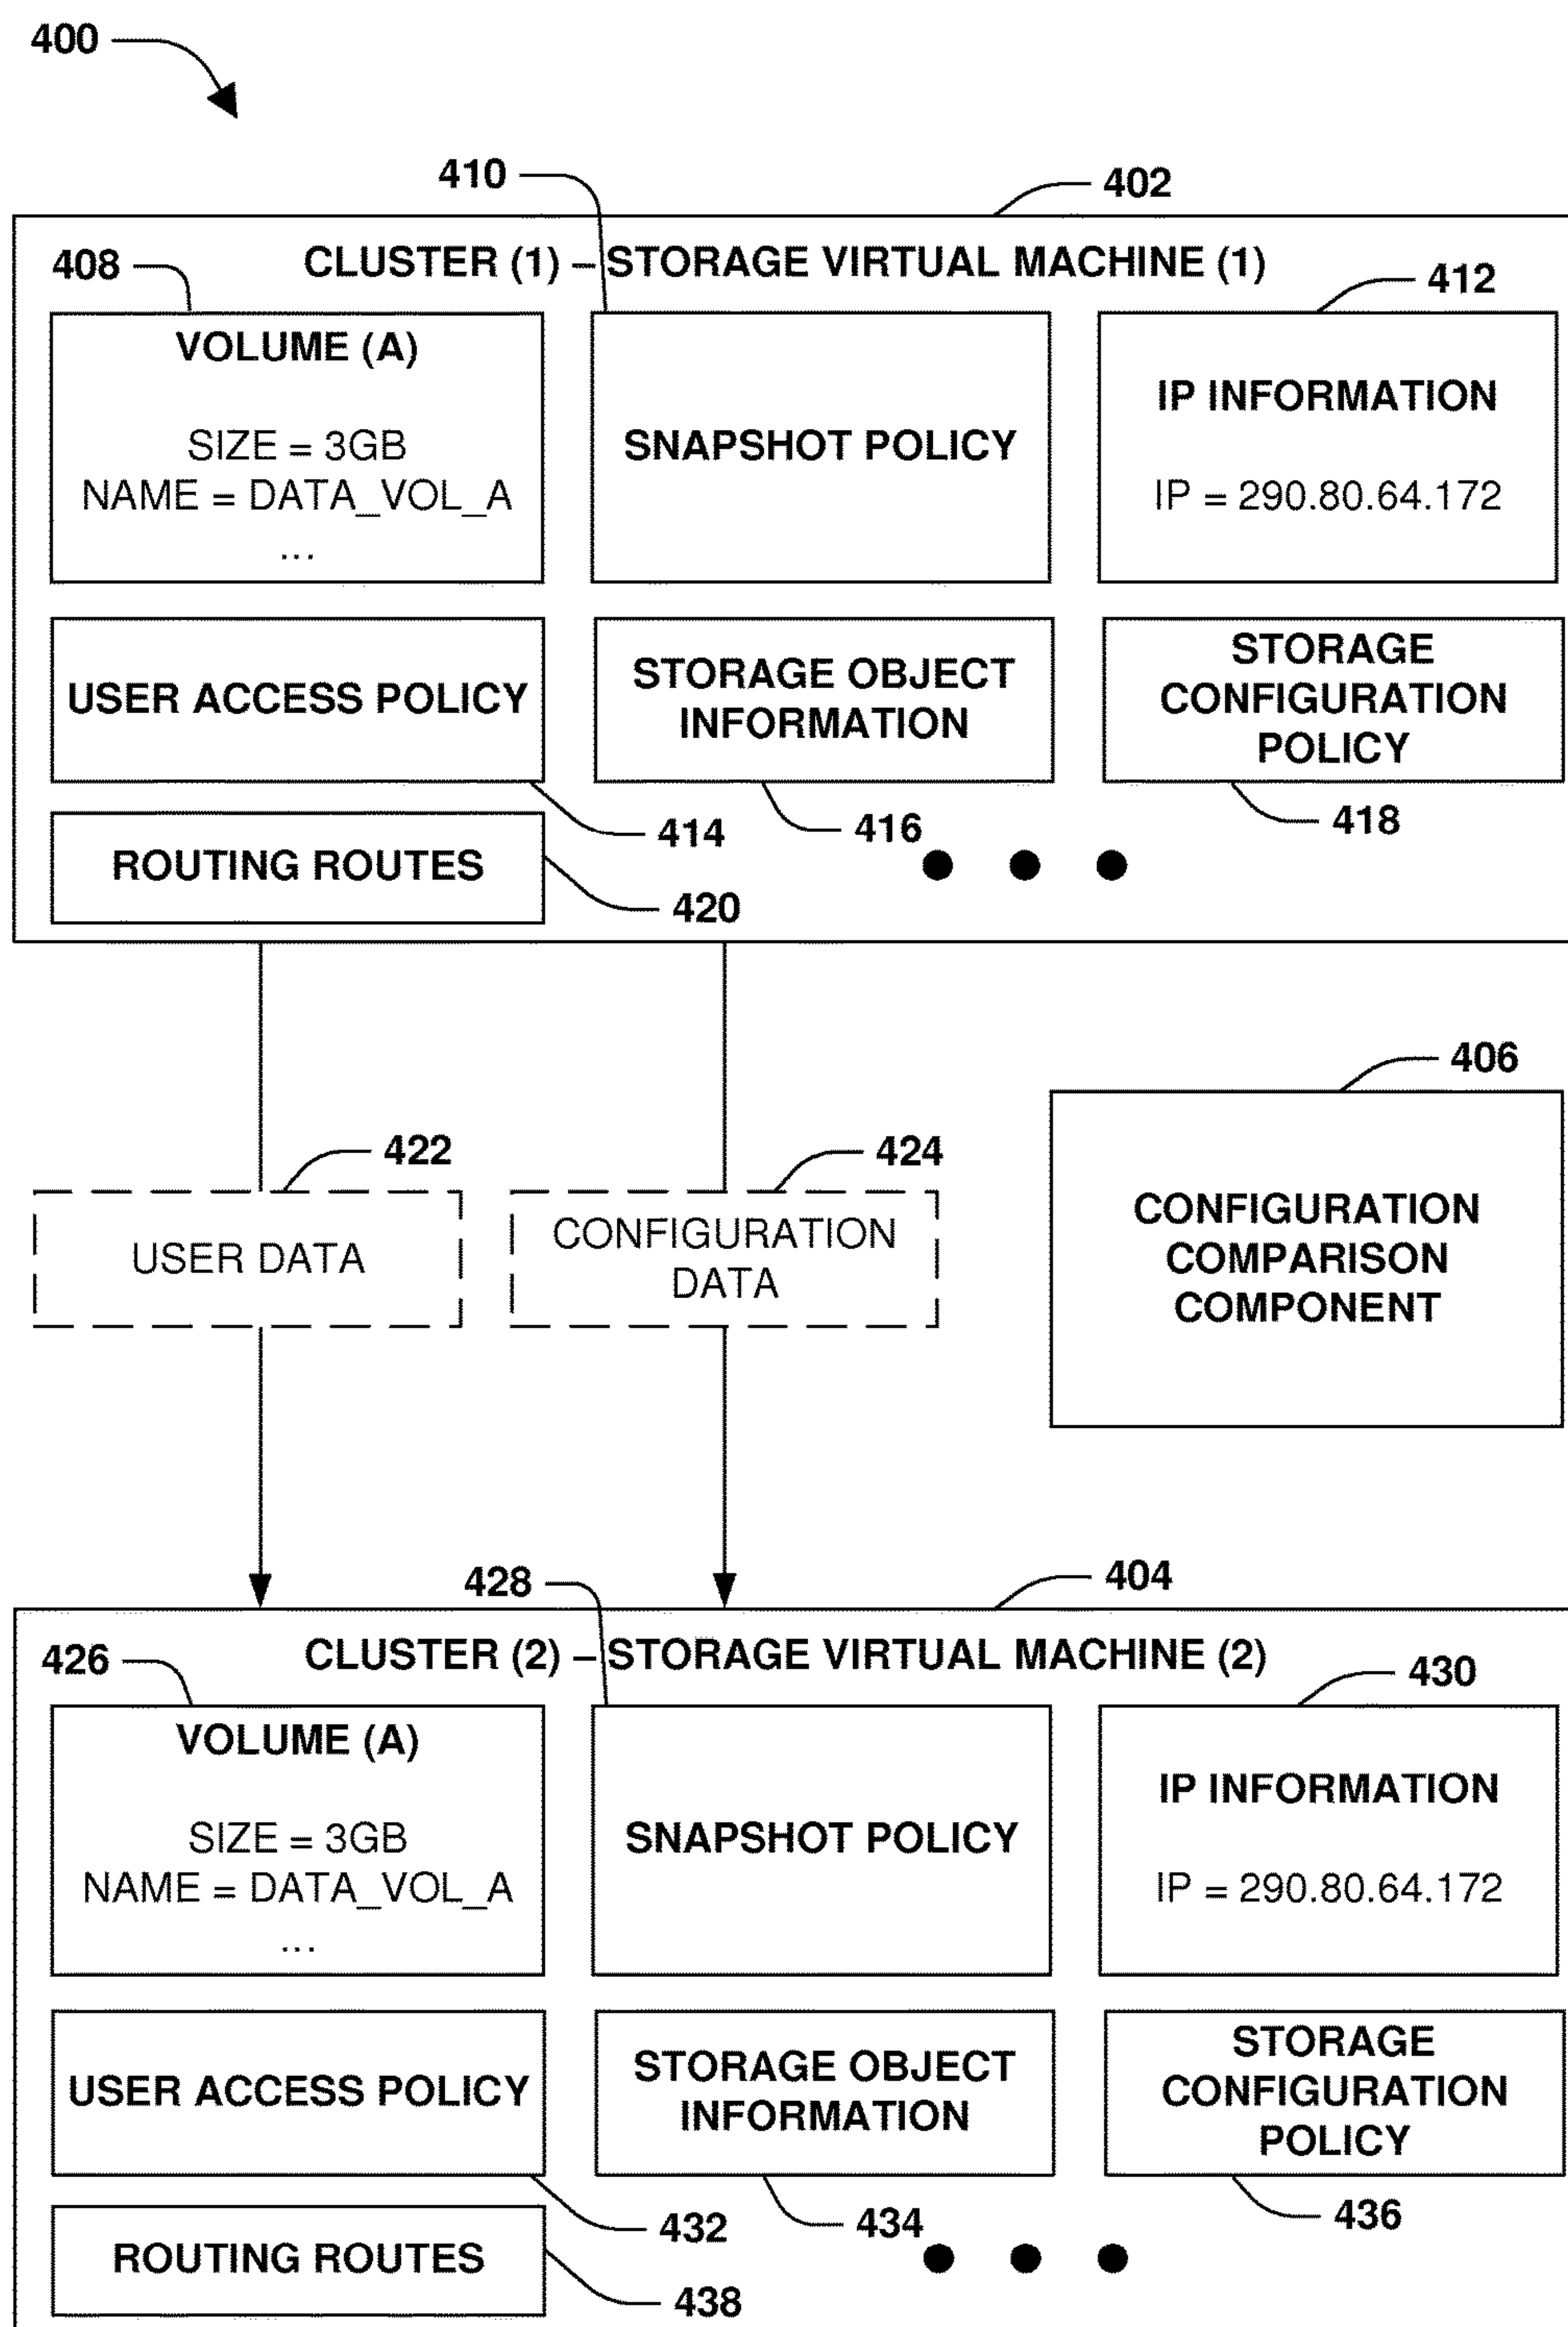 400
410
402
408
CLUSTER (1) – STORAGE VIRTUAL MACHINE (1)
412
VOLUME (A)
SIZE = 3GB
NAME = DATA_VOL_A
...
SNAPSHOT POLICY
IP INFORMATION
IP = 290.80.64.172
USER ACCESS POLICY
STORAGE OBJECT
INFORMATION
STORAGE
CONFIGURATION
POLICY
414
416
418
ROUTING ROUTES
420
406
422
424
USER DATA
CONFIGURATION
DATA
CONFIGURATION
COMPARISON
COMPONENT
428
404
426
CLUSTER (2) – STORAGE VIRTUAL MACHINE (2)
430
VOLUME (A)
SIZE = 3GB
NAME = DATA_VOL_A
...
SNAPSHOT POLICY
IP INFORMATION
IP = 290.80.64.172
USER ACCESS POLICY
STORAGE OBJECT
INFORMATION
STORAGE
CONFIGURATION
POLICY
432
434
436
ROUTING ROUTES
438